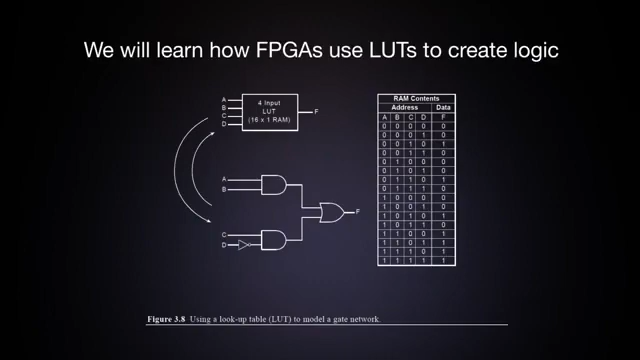 We will learn how FPGAs use LUTs to create logic
A
B
C
D
4 Input
LUT
(16 x 1 RAM)
F
A
B
C
D
F
RAM Contents
Address Data
A B C D F
0 0 0 0 0
0 0 0 1 0
0 0 1 0 1
0 0 1 1 0
0 1 0 0 0
0 1 0 1 0
0 1 1 0 1
0 1 1 1 0
1 0 0 0 0
1 0 0 1 0
1 0 1 0 1
1 0 1 1 0
1 1 0 0 1
1 1 0 1 1
1 1 1 0 1
1 1 1 1 1
Figure 3.8 Using a look-up table (LUT) to model a gate network.